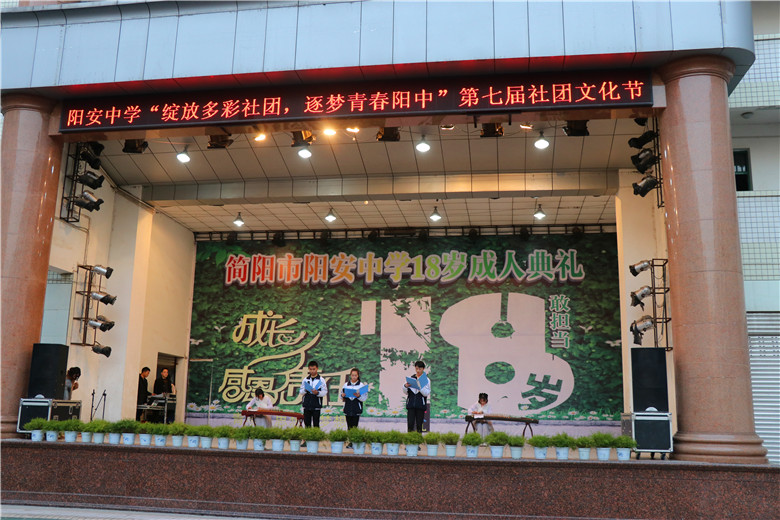 阳安中学“绽放多彩社团，逐梦青春阳中”第七届社团文化节
简阳市阳安中学18岁成人典礼
成长
感恩
18
岁
敢担当